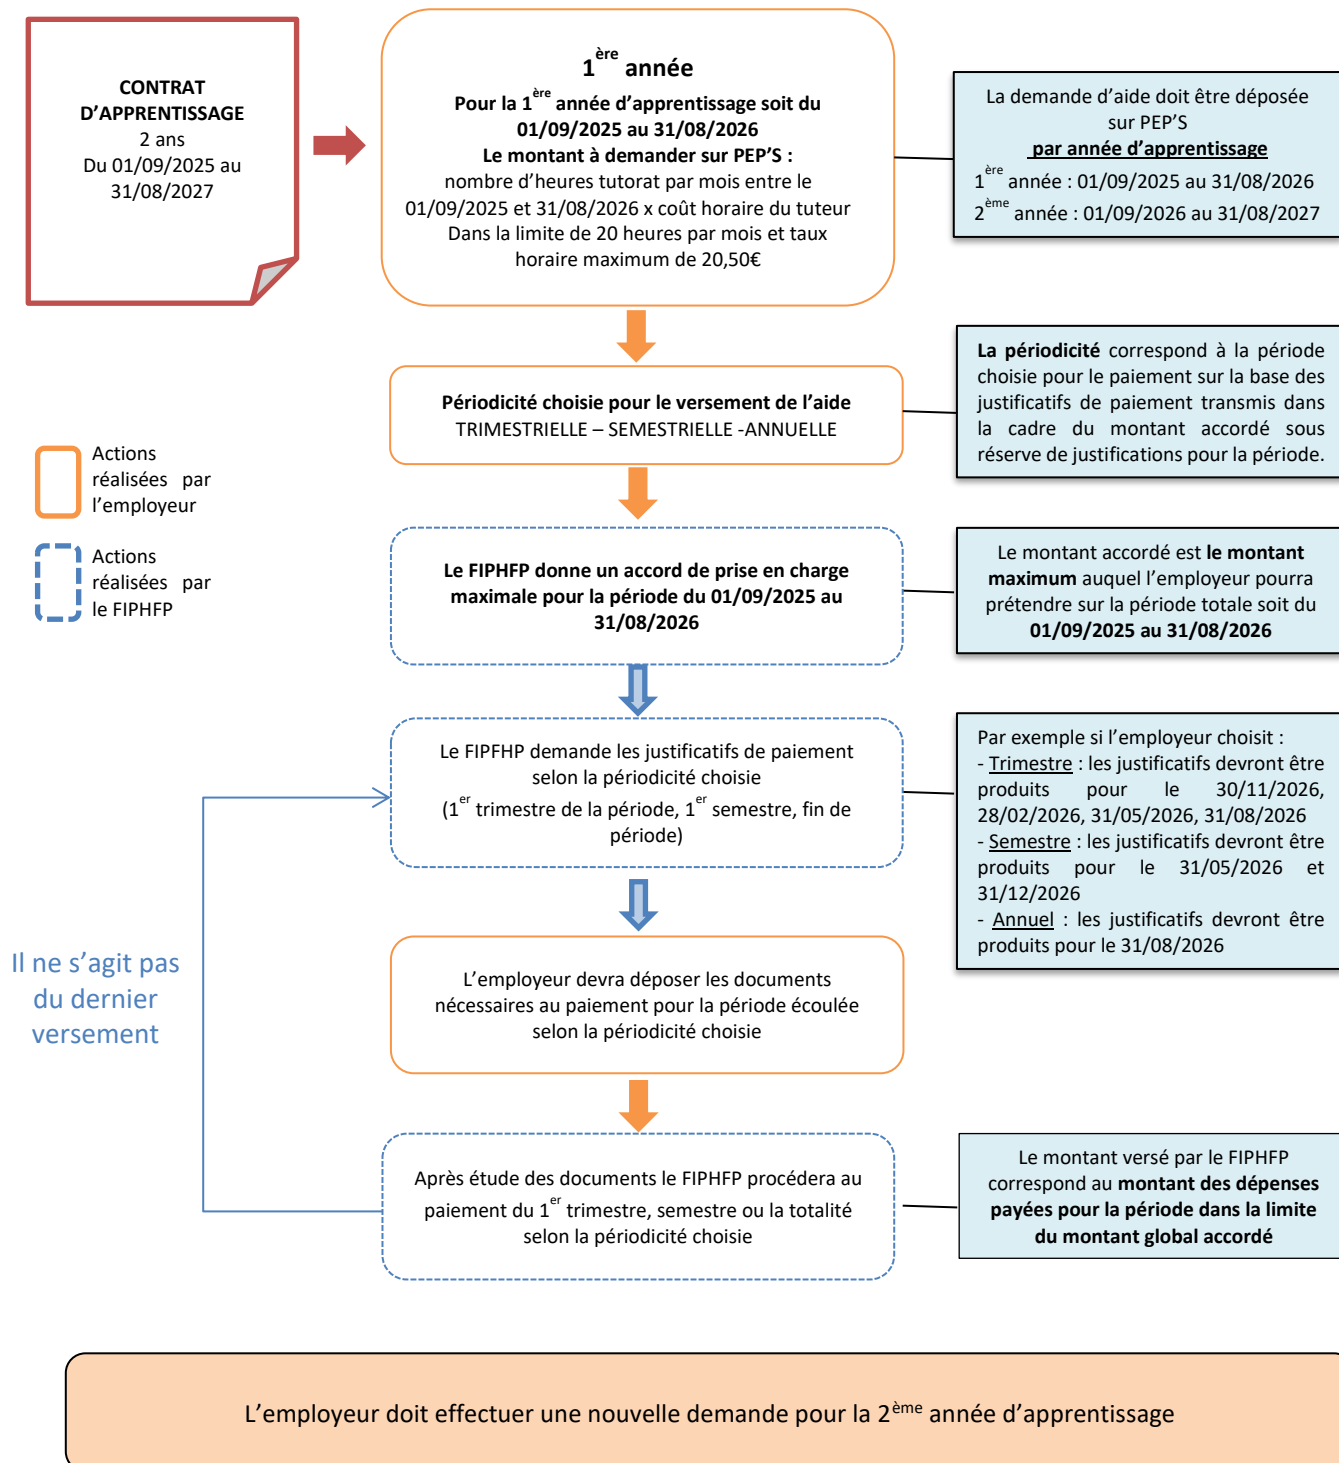 CONTRAT
D’APPRENTISSAGE
2 ans
Du 01/09/2025 au
31/08/2027
1ère année
Pour la 1ère année d’apprentissage soit du
01/09/2025 au 31/08/2026
Le montant à demander sur PEP’S :
nombre d’heures tutorat par mois entre le
01/09/2025 et 31/08/2026 x coût horaire du tuteur
Dans la limite de 20 heures par mois et taux
horaire maximum de 20,50€
La demande d’aide doit être déposée
sur PEP’S
par année d’apprentissage
1ère année : 01/09/2025 au 31/08/2026
2ème année : 01/09/2026 au 31/08/2027
Périodicité choisie pour le versement de l’aide
TRIMESTRIELLE – SEMESTRIELLE -ANNUELLE
La périodicité correspond à la période
choisie pour le paiement sur la base des
justificatifs de paiement transmis dans
la cadre du montant accordé sous
réserve de justifications pour la période.
Actions
réalisées par
l’employeur
Actions
réalisées par
le FIPHFP
Le FIPHFP donne un accord de prise en charge
maximale pour la période du 01/09/2025 au
31/08/2026
Le montant accordé est le montant
maximum auquel l’employeur pourra
prétendre sur la période totale soit du
01/09/2025 au 31/08/2026
Le FIPFHP demande les justificatifs de paiement
selon la périodicité choisie
(1er trimestre de la période, 1er semestre, fin de
période)
Par exemple si l’employeur choisit :
- Trimestre : les justificatifs devront être
produits pour le 30/11/2026,
28/02/2026, 31/05/2026, 31/08/2026
- Semestre : les justificatifs devront être
produits pour le 31/05/2026 et
31/12/2026
- Annuel : les justificatifs devront être
produits pour le 31/08/2026
Il ne s’agit pas
du dernier
versement
L’employeur devra déposer les documents
nécessaires au paiement pour la période écoulée
selon la périodicité choisie
Après étude des documents le FIPHFP procédera au
paiement du 1er trimestre, semestre ou la totalité
selon la périodicité choisie
Le montant versé par le FIPHFP
correspond au montant des dépenses
payées pour la période dans la limite
du montant global accordé
L’employeur doit effectuer une nouvelle demande pour la 2ème année d’apprentissage